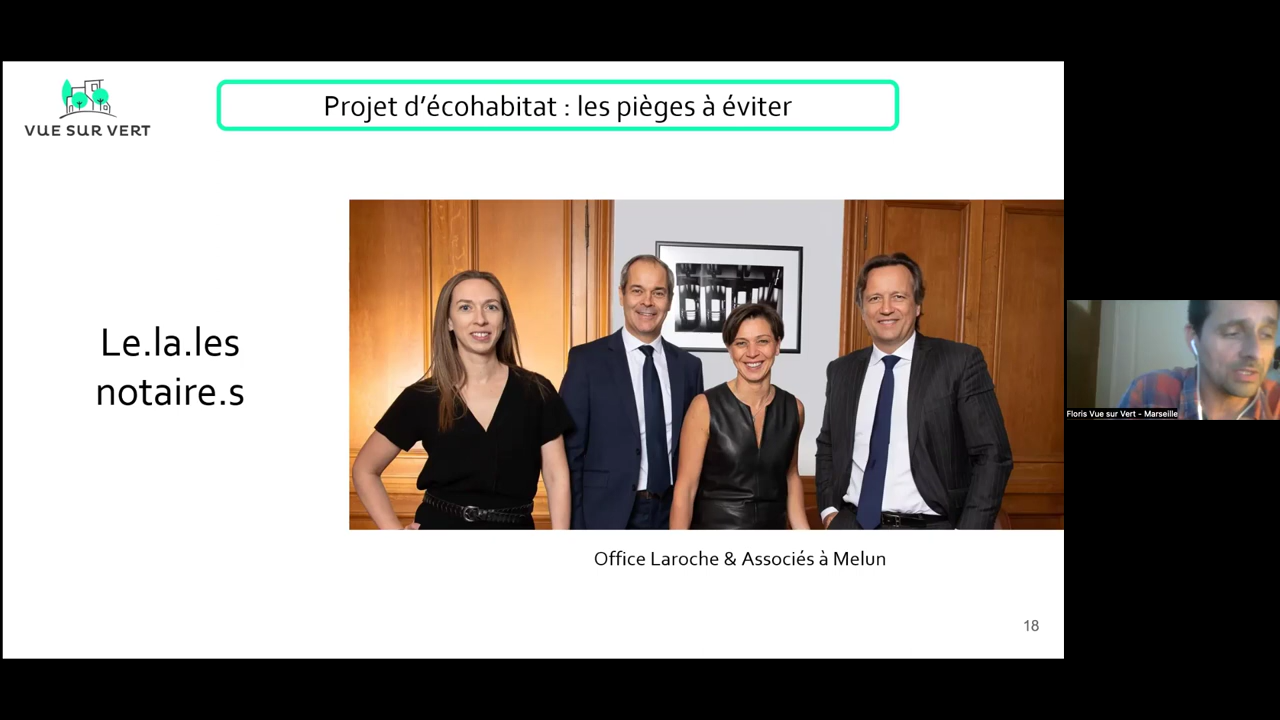 VUE SUR VERT
Projet d'écohabitat : les pièges à éviter
Le.la.les
notaire.s
Office Laroche & Associés à Melun
18
Floris Vue sur Vert - Marseille